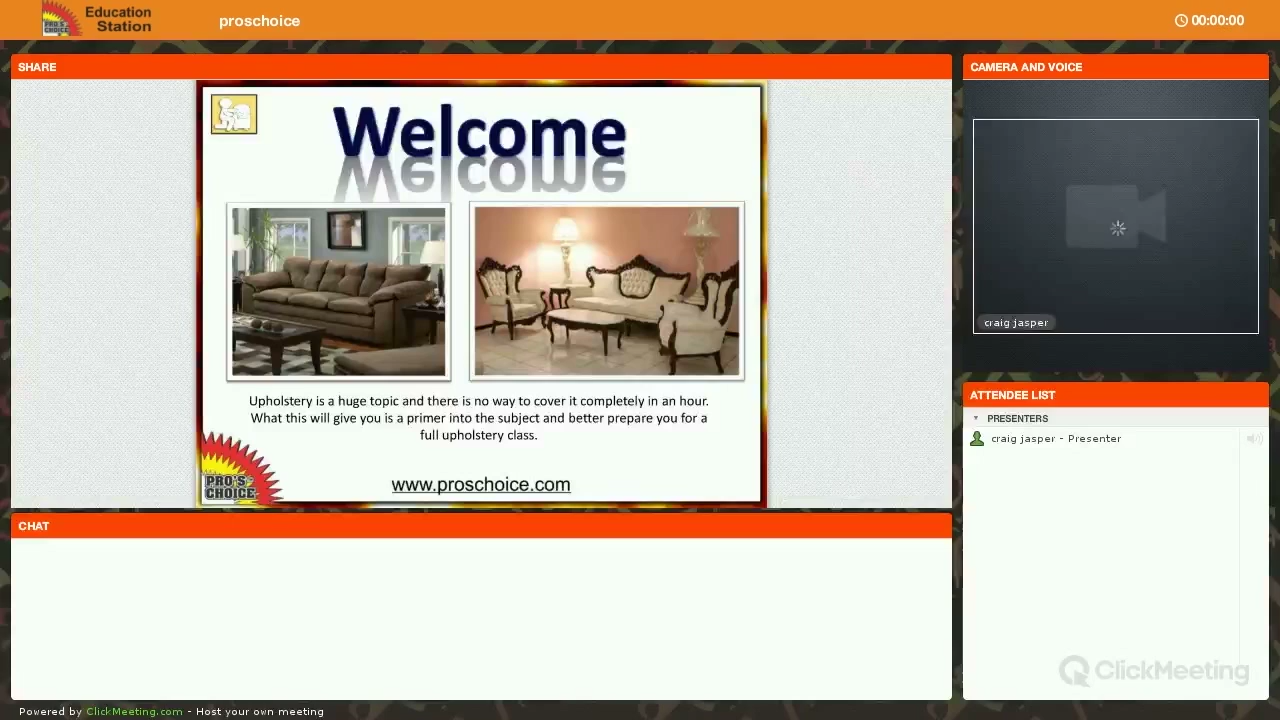 PRO'S CHOICE
Education
Station
proschoice
00:00:00
SHARE
Welcome
Upholstery is a huge topic and there is no way to cover it completely in an hour.
What this will give you is a primer into the subject and better prepare you for a
full upholstery class.
PRO'S
CHOICE
www.proschoice.com
CAMERA AND VOICE
craig jasper
ATTENDEE LIST
PRESENTERS
craig jasper - Presenter
CHAT
ClickMeeting
Powered by ClickMeeting.com - Host your own meeting